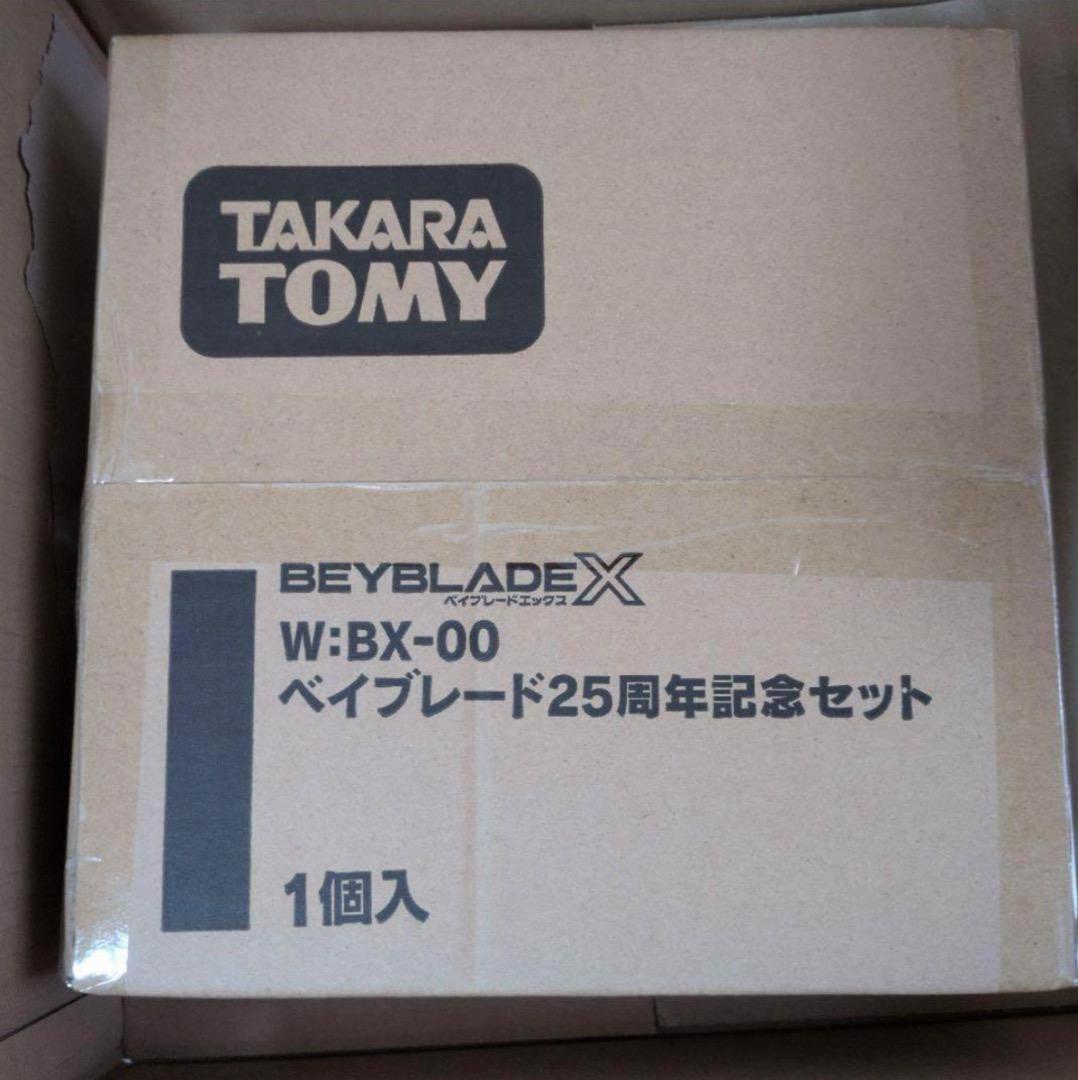 TAKARA
TOMY
BEYBLADE X
ベイブレードエックス
W:BX-00
ベイブレード25周年記念セット
1個入